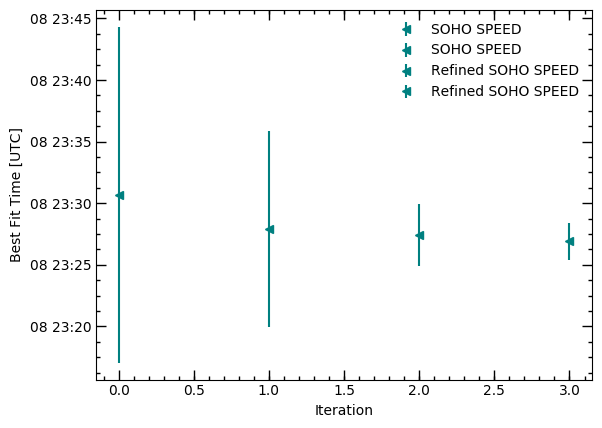 08 23:45
08 23:40
08 23:35
08 23:30
08 23:25
08 23:20
Best Fit Time [UTC]
SOHO SPEED
SOHO SPEED
Refined SOHO SPEED
Refined SOHO SPEED
0.0 0.5 1.0 1.5 2.0 2.5 3.0
Iteration